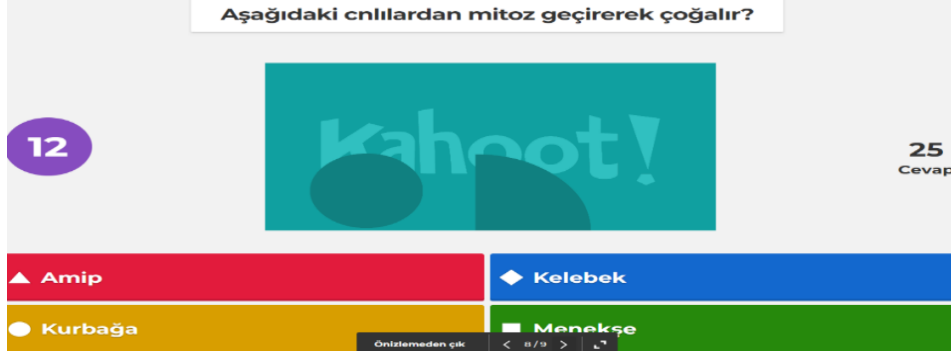 Aşağıdaki cnlılardan mitoz geçirerek çoğalır?
Kahoot!
12
25
Cevap
Amip
Kelebek
Kurbağa
Menekşe
Önizlemeden çık
8/9